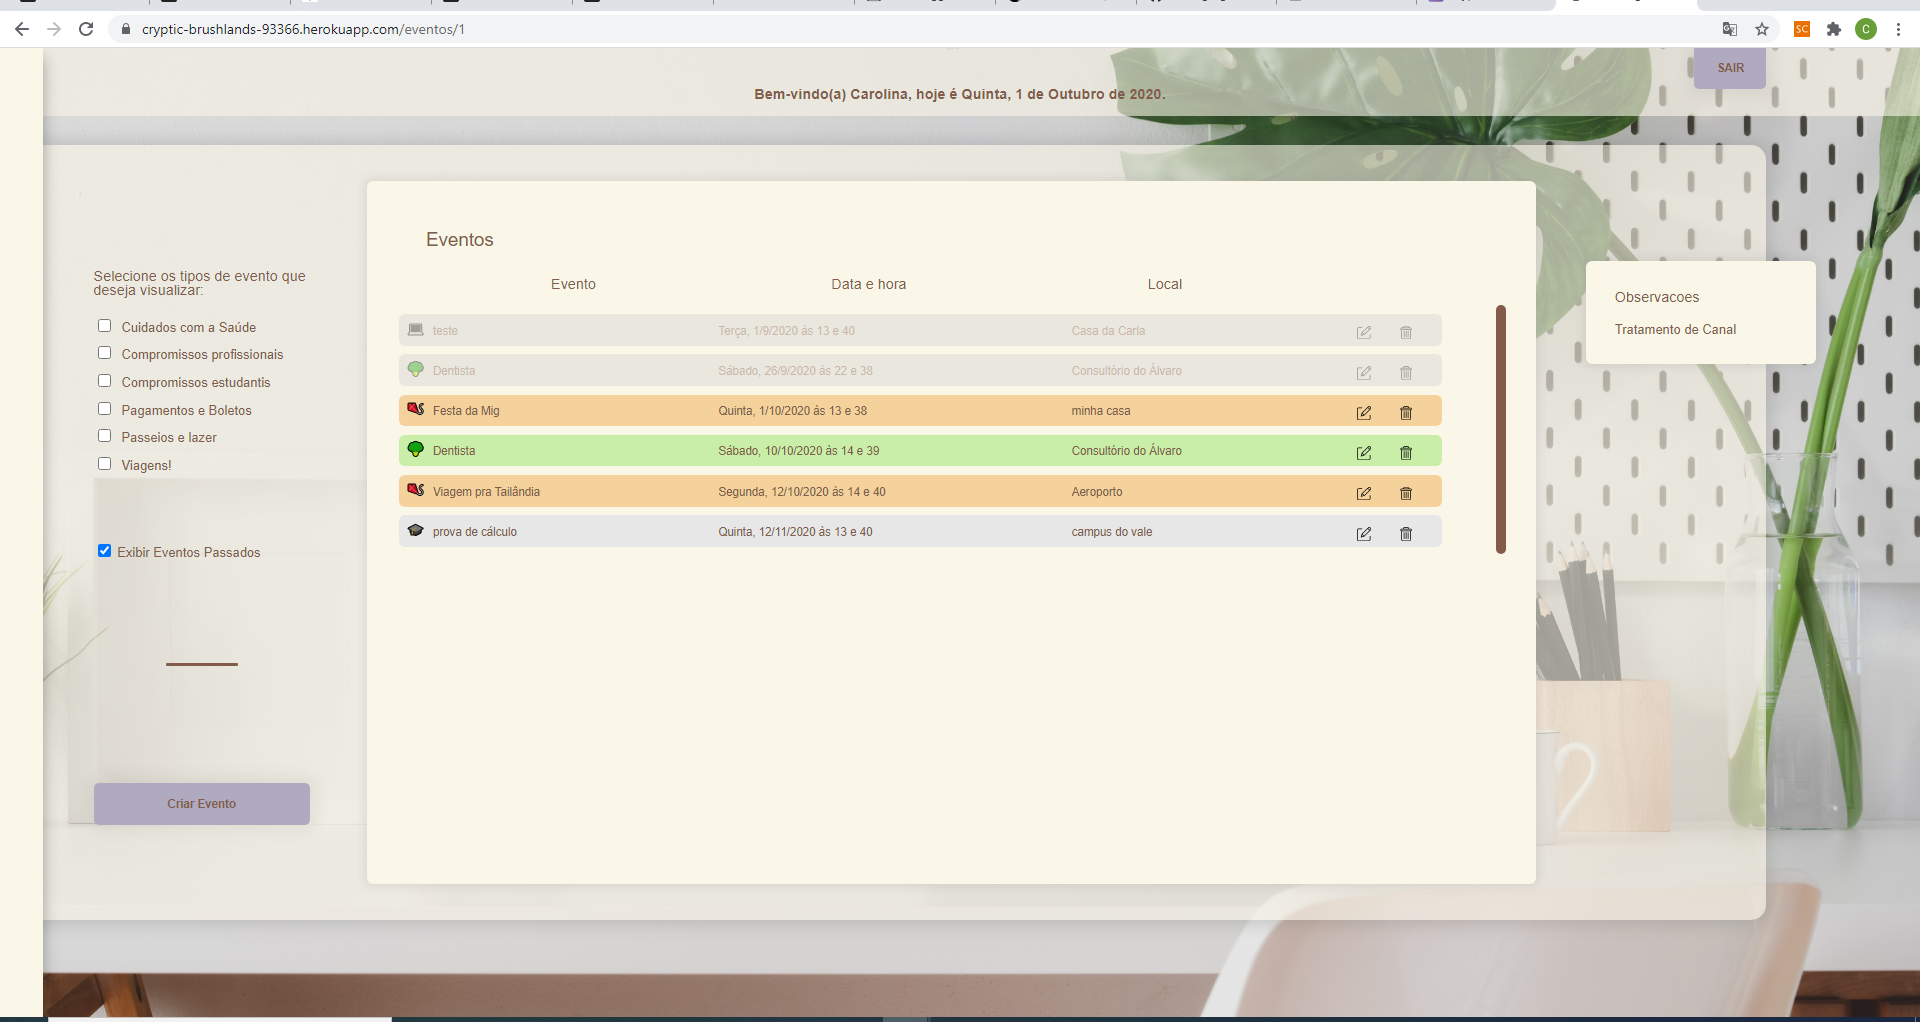 cryptic-brushlands-93366.herokuapp.com/eventos/1
SC
C
SAIR
Bem-vindo(a) Carolina, hoje é Quinta, 1 de Outubro de 2020.
Selecione os tipos de evento que
deseja visualizar:
Cuidados com a Saúde
Compromissos profissionais
Compromissos estudantis
Pagamentos e Boletos
Passeios e lazer
Viagens!
Exibir Eventos Passados
Criar Evento
Eventos
Evento Data e hora Local
teste Terça, 1/9/2020 às 13 e 40 Casa da Carla
Dentista Sábado, 26/9/2020 às 22 e 38 Consultório do Álvaro
Festa da Mig Quinta, 1/10/2020 às 13 e 38 minha casa
Dentista Sábado, 10/10/2020 às 14 e 39 Consultório do Álvaro
Viagem pra Tailândia Segunda, 12/10/2020 às 14 e 40 Aeroporto
prova de cálculo Quinta, 12/11/2020 às 13 e 40 campus do vale
Observacoes
Tratamento de Canal